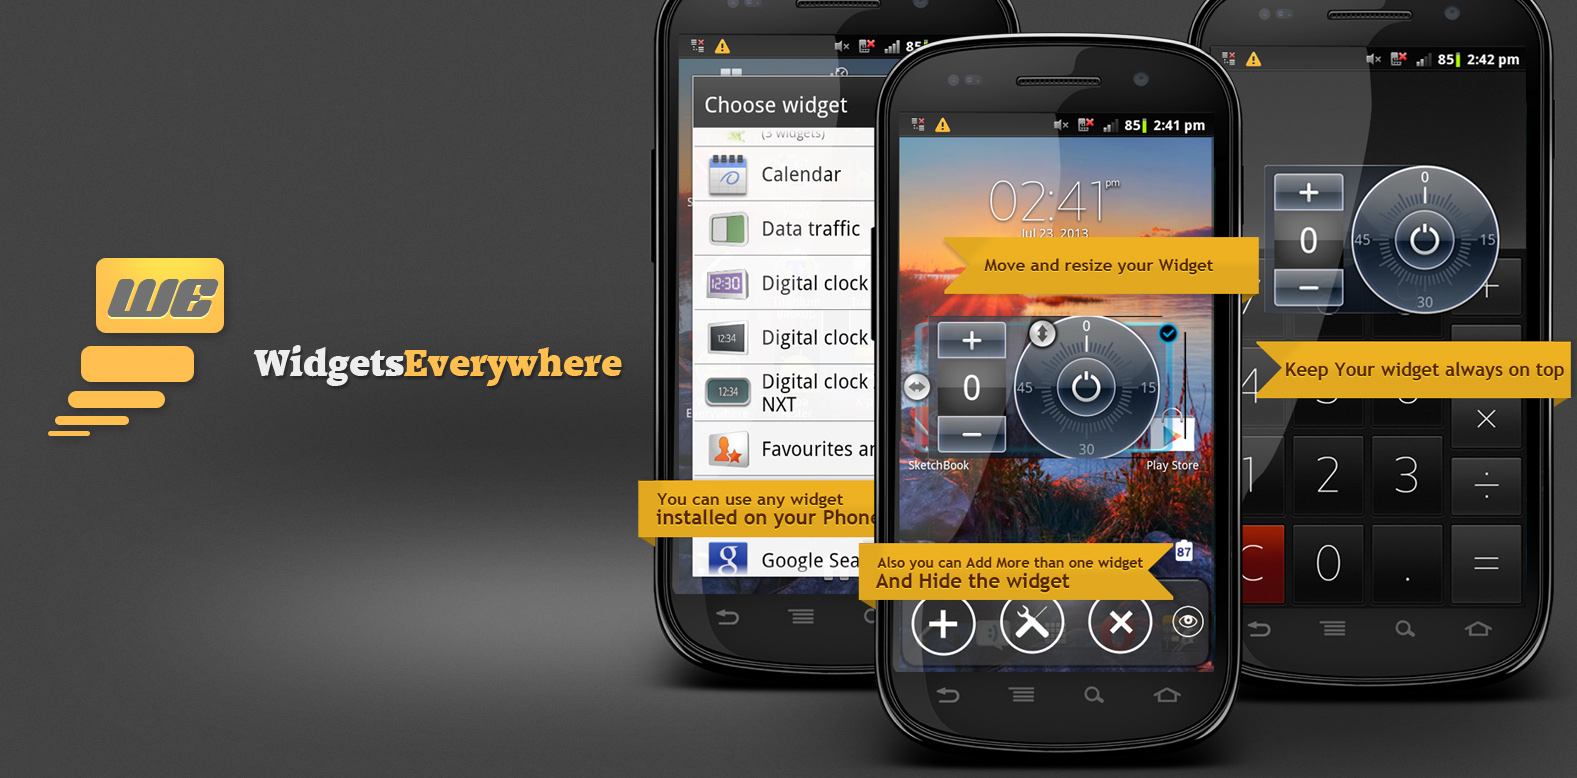 WE
WidgetsEverywhere
85
Choose widget
(3 widgets)
Calendar
Data traffic
Digital clock
12:30
Digital clock
12:34
Digital clock
NXT
12:34
Favourites
You can use any widget
installed on your Phone
Google
g
85 2:41 pm
02:41 pm
Jul 23, 2013
Move and resize your Widget
+
0
−
0
15
30
45
SketchBook
Play Store
87
Also you can Add More than one widget
And Hide the widget
85 2:42 pm
+
0
−
0
15
30
45
Keep Your widget always on top
+
×
1 2 3 ÷
C 0 . =